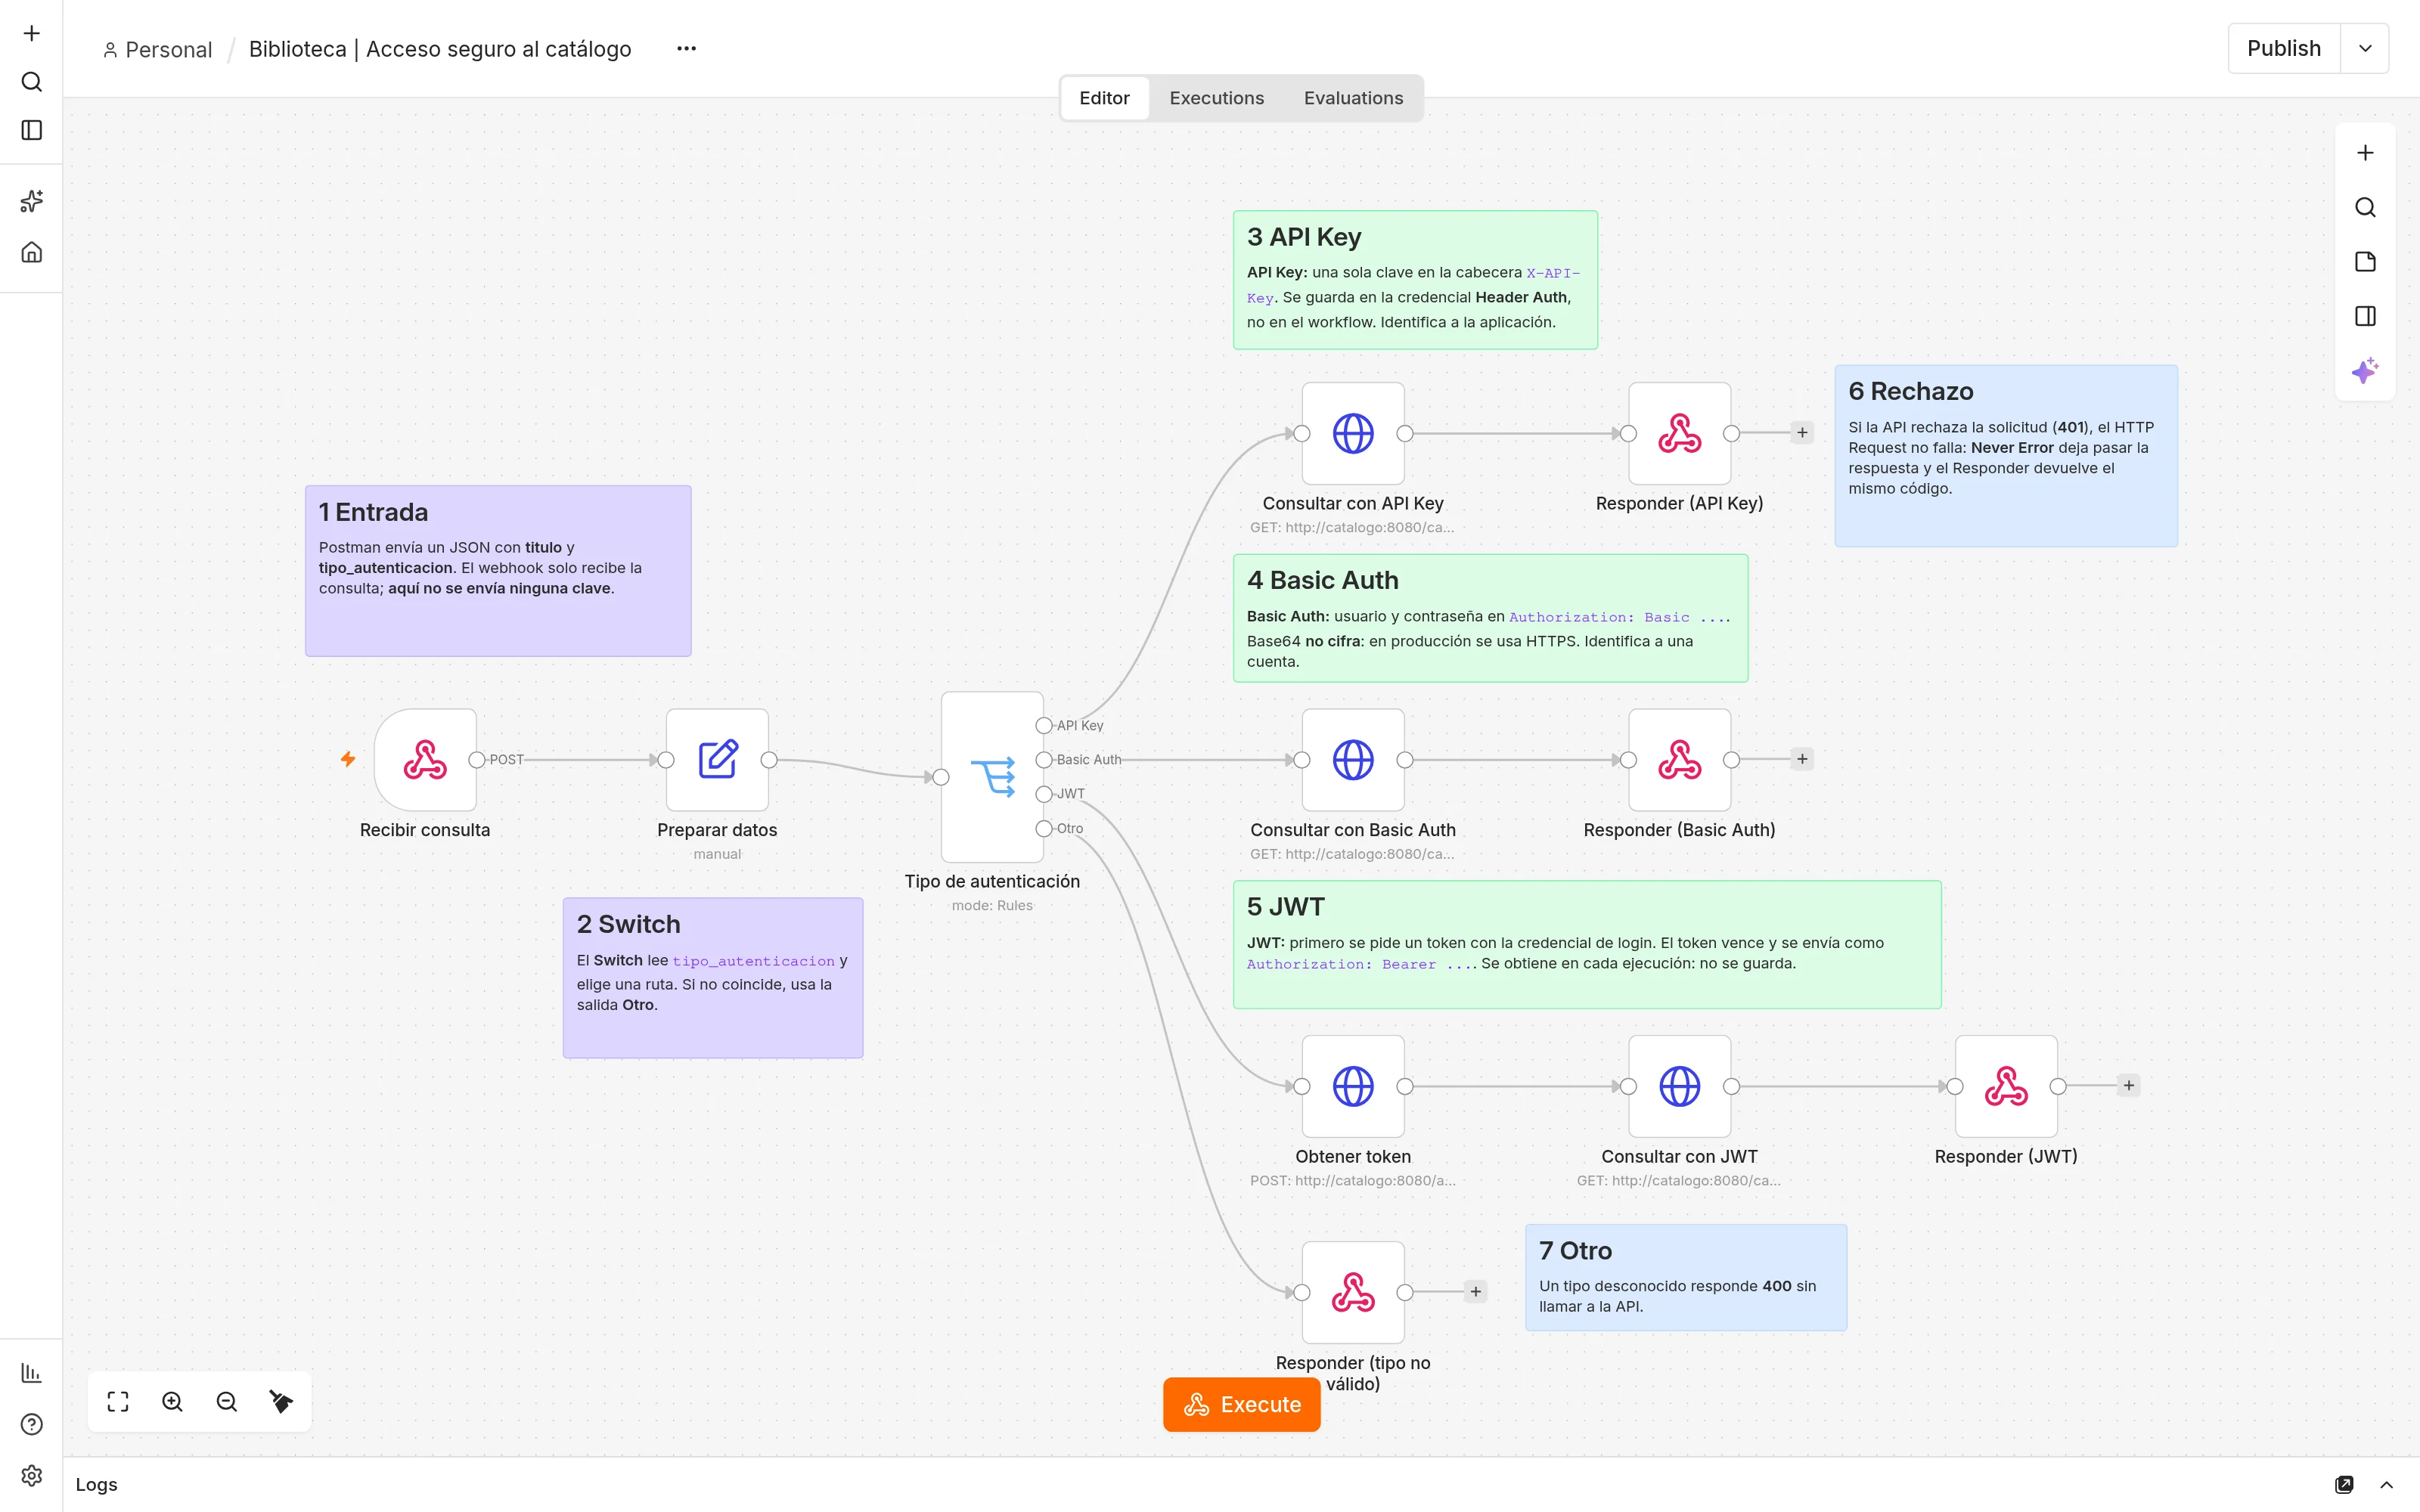 Personal / Biblioteca | Acceso seguro al catálogo
Publish
Editor
Executions
Evaluations
3 API Key
API Key: una sola clave en la cabecera X-API-
Key. Se guarda en la credencial Header Auth,
no en el workflow. Identifica a la aplicación.
6 Rechazo
Si la API rechaza la solicitud (401), el HTTP
Request no falla: Never Error deja pasar la
respuesta y el Responder devuelve el
mismo código.
Consultar con API Key
GET: http://catalogo:8080/ca...
Responder (API Key)
1 Entrada
Postman envía un JSON con titulo y
tipo_autenticacion. El webhook solo recibe la
consulta; aquí no se envía ninguna clave.
4 Basic Auth
Basic Auth: usuario y contraseña en Authorization: Basic ....
Base64 no cifra: en producción se usa HTTPS. Identifica a una
cuenta.
POST
API Key
Basic Auth
JWT
Otro
Recibir consulta
Preparar datos
manual
Tipo de autenticación
mode: Rules
Consultar con Basic Auth
GET: http://catalogo:8080/ca...
Responder (Basic Auth)
2 Switch
El Switch lee tipo_autenticacion y
elige una ruta. Si no coincide, usa la
salida Otro.
5 JWT
JWT: primero se pide un token con la credencial de login. El token vence y se envía como
Authorization: Bearer .... Se obtiene en cada ejecución: no se guarda.
Obtener token
POST: http://catalogo:8080/a...
Consultar con JWT
GET: http://catalogo:8080/ca...
Responder (JWT)
7 Otro
Un tipo desconocido responde 400 sin
llamar a la API.
Responder (tipo no
válido)
Execute
Logs